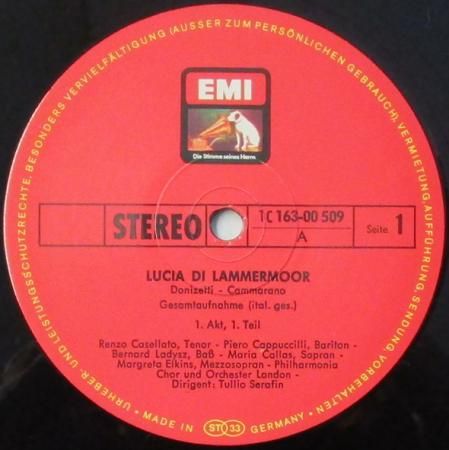 URHEBER- UND LEISTUNGSSCHUTZRECHTE, BESONDERS VERVIELFÄLTIGUNG (AUSSER ZUM PERSÖNLICHEN GEBRAUCH), VERMIETUNG, AUFFÜHRUNG, SENDUNG VORBEHALTEN
EMI
Die Stimme seines Herrn
STEREO
1C 163-00 509
A
Seite 1
LUCIA DI LAMMERMOOR
Donizetti - Cammarano
Gesamtaufnahme (ital. ges.)
1. Akt, 1. Teil
Renzo Casellato, Tenor - Piero Cappuccilli, Bariton -
Bernard Ladysz, Baß - Maria Callas, Sopran -
Margreta Elkins, Mezzosopran - Philharmonia
Chor und Orchester London -
Dirigent: Tullio Serafin
• MADE IN ST 33 GERMANY •